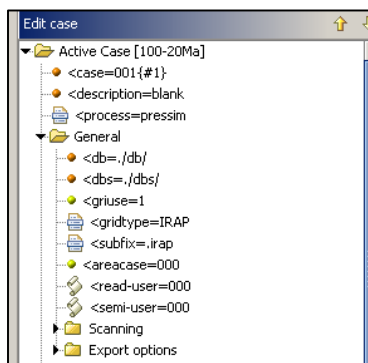 Edit case
Active Case [100-20Ma]
<case=001{#1}
<description=blank
<process=pressim
General
<db=./db/
<dbs=./dbs/
<griuse=1
<gridtype=IRAP
<subfix=.irap
<areacase=000
<read-user=000
<semi-user=000
Scanning
Export options